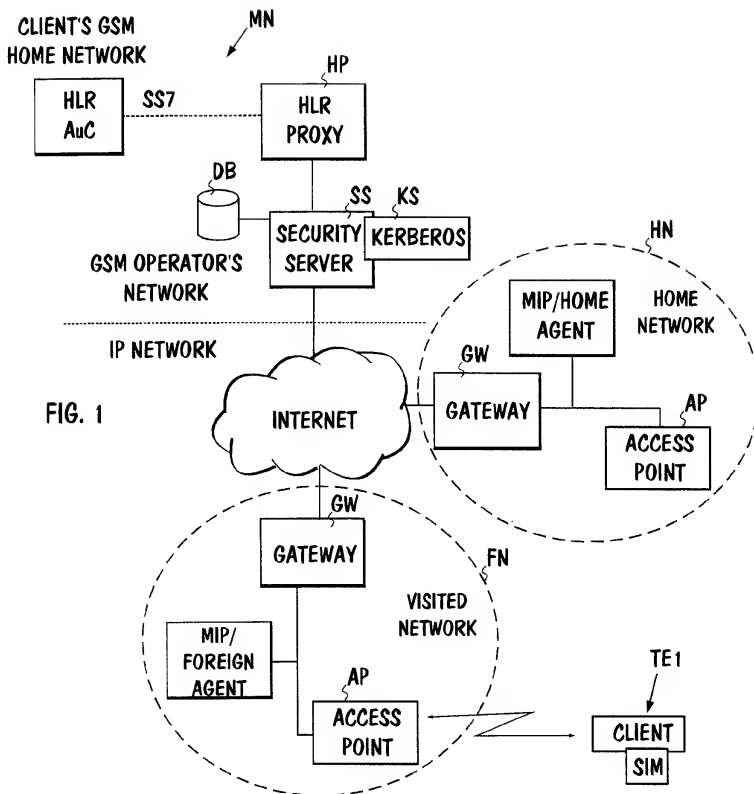 CLIENT'S GSM
HOME NETWORK
MN
HLR
AuC
SS7
HP
HLR
PROXY
DB
SS
KS
SECURITY
SERVER
KERBEROS
GSM OPERATOR'S
NETWORK
HN
MIP/HOME
AGENT
HOME
NETWORK
IP NETWORK
GW
GATEWAY
AP
ACCESS
POINT
FIG. 1
INTERNET
GW
GATEWAY
FN
VISITED
NETWORK
MIP/
FOREIGN
AGENT
AP
ACCESS
POINT
TE1
CLIENT
SIM